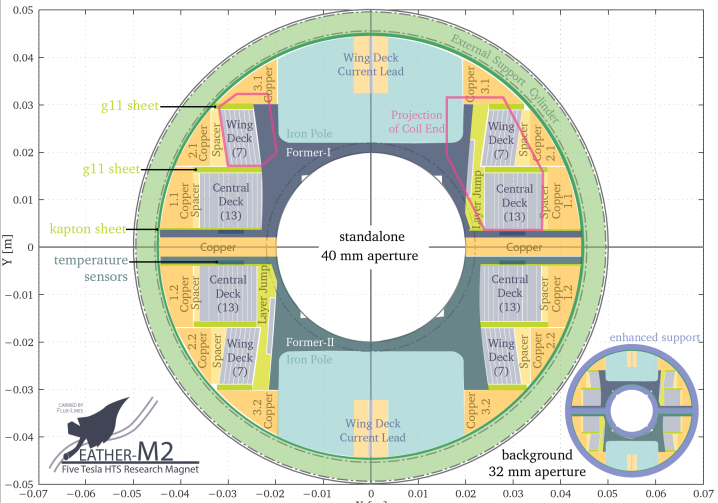 0.05
0.04
0.03
0.02
0.01
0
−0.01
−0.02
−0.03
−0.04
−0.05
Y [m]
−0.07
−0.06
−0.05
−0.04
−0.03
−0.02
−0.01
0
0.01
0.02
0.03
0.04
0.05
0.06
0.07
External Support Cylinder
Wing Deck
Current Lead
3.1
Copper
3.1
Copper
g11 sheet
Projection
of Coil End
Iron Pole
Former-I
2.1
Copper
Spacer
Wing
Deck
(7)
Wing
Deck
(7)
Spacer
Copper
2.1
g11 sheet
1.1
Copper
Spacer
Central
Deck
(13)
Layer Jump
Central
Deck
(13)
Spacer
Copper
1.1
kapton sheet
standalone
40 mm aperture
Copper
Copper
temperature
sensors
1.2
Copper
Spacer
Central
Deck
(13)
Layer Jump
Central
Deck
(13)
Spacer
Copper
1.2
2.2
Copper
Spacer
Wing
Deck
(7)
Former-II
Iron Pole
Wing
Deck
(7)
Spacer
Copper
2.2
3.2
Copper
Wing Deck
Current Lead
3.2
Copper
enhanced support
background
32 mm aperture
CARRIED BY
FLUX-LINES
EATHER-M2
Five Tesla HTS Research Magnet